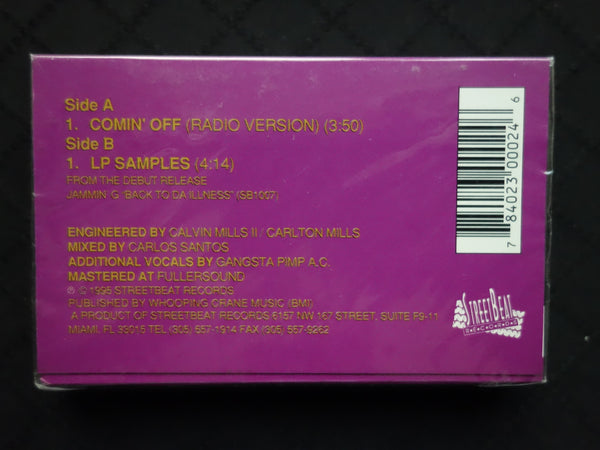 Side A
1. COMIN' OFF (RADIO VERSION) (3:50)
Side B
1. LP SAMPLES (4:14)
FROM THE DEBUT RELEASE
JAMMIN' G "BACK TO DA ILLNESS" (SB1007)
ENGINEERED BY CALVIN MILLS II / CARLTON MILLS
MIXED BY CARLOS SANTOS
ADDITIONAL VOCALS BY GANGSTA PIMP A.C.
MASTERED AT FULLERSOUND
℗ © 1995 STREETBEAT RECORDS
PUBLISHED BY WHOOPING CRANE MUSIC (BMI)
A PRODUCT OF STREETBEAT RECORDS 6157 NW 167 STREET, SUITE F9-11
MIAMI, FL 33015 TEL (305) 557-1914 FAX (305) 557-9262
7 84023 00024 6
STREETBEAT
RECORDS